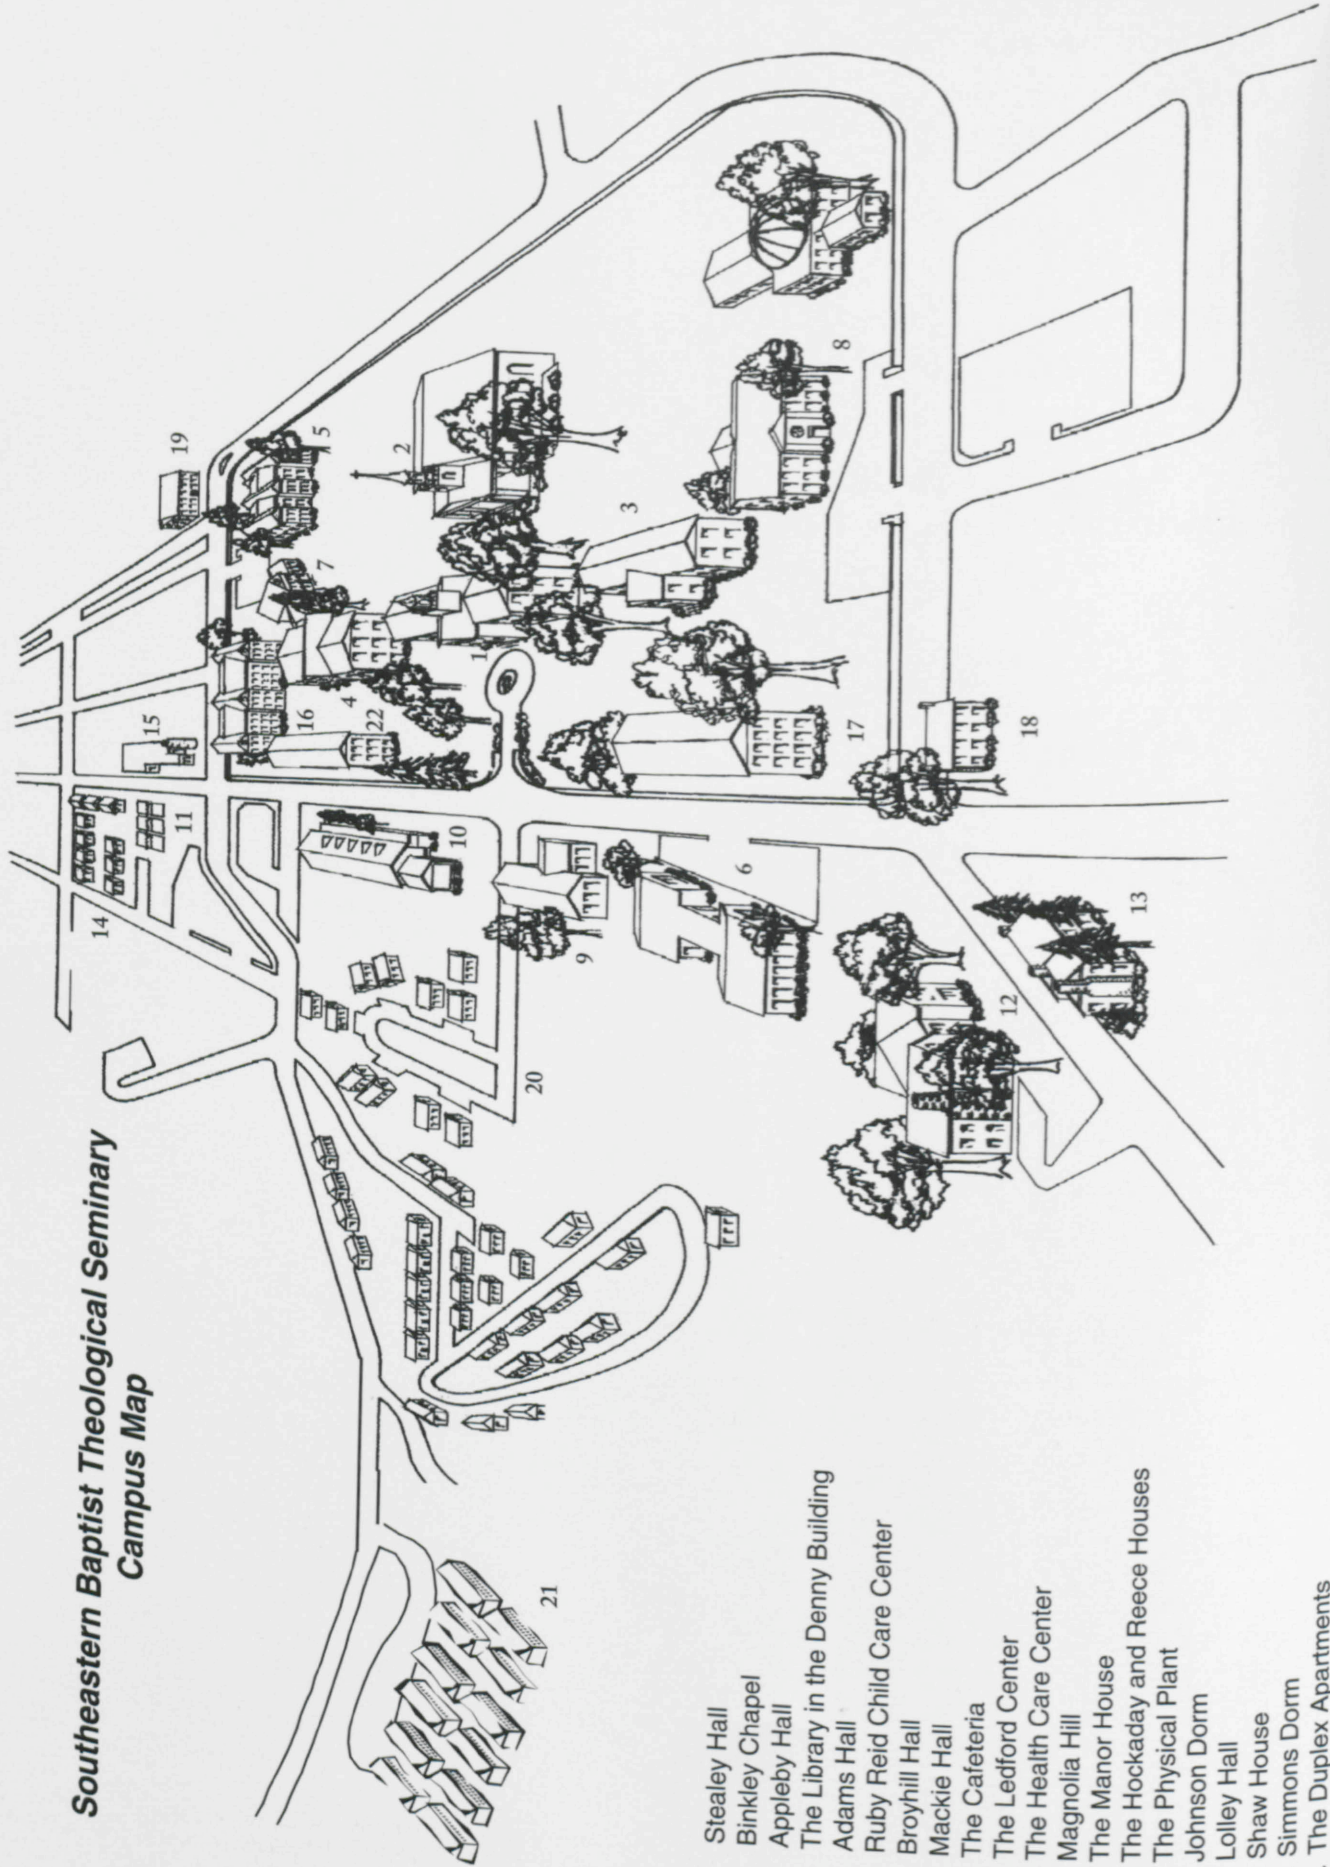 Southeastern Baptist Theological Seminary
Campus Map
19
5
2
8
7
3
15
4
1
16
22
17
18
11
10
14
6
9
13
12
20
21
Stealey Hall
Binkley Chapel
Appleby Hall
The Library in the Denny Building
Adams Hall
Ruby Reid Child Care Center
Broyhill Hall
Mackie Hall
The Cafeteria
The Ledford Center
The Health Care Center
Magnolia Hill
The Manor House
The Hockaday and Reece Houses
The Physical Plant
Johnson Dorm
Lolley Hall
Shaw House
Simmons Dorm
The Duplex Apartments